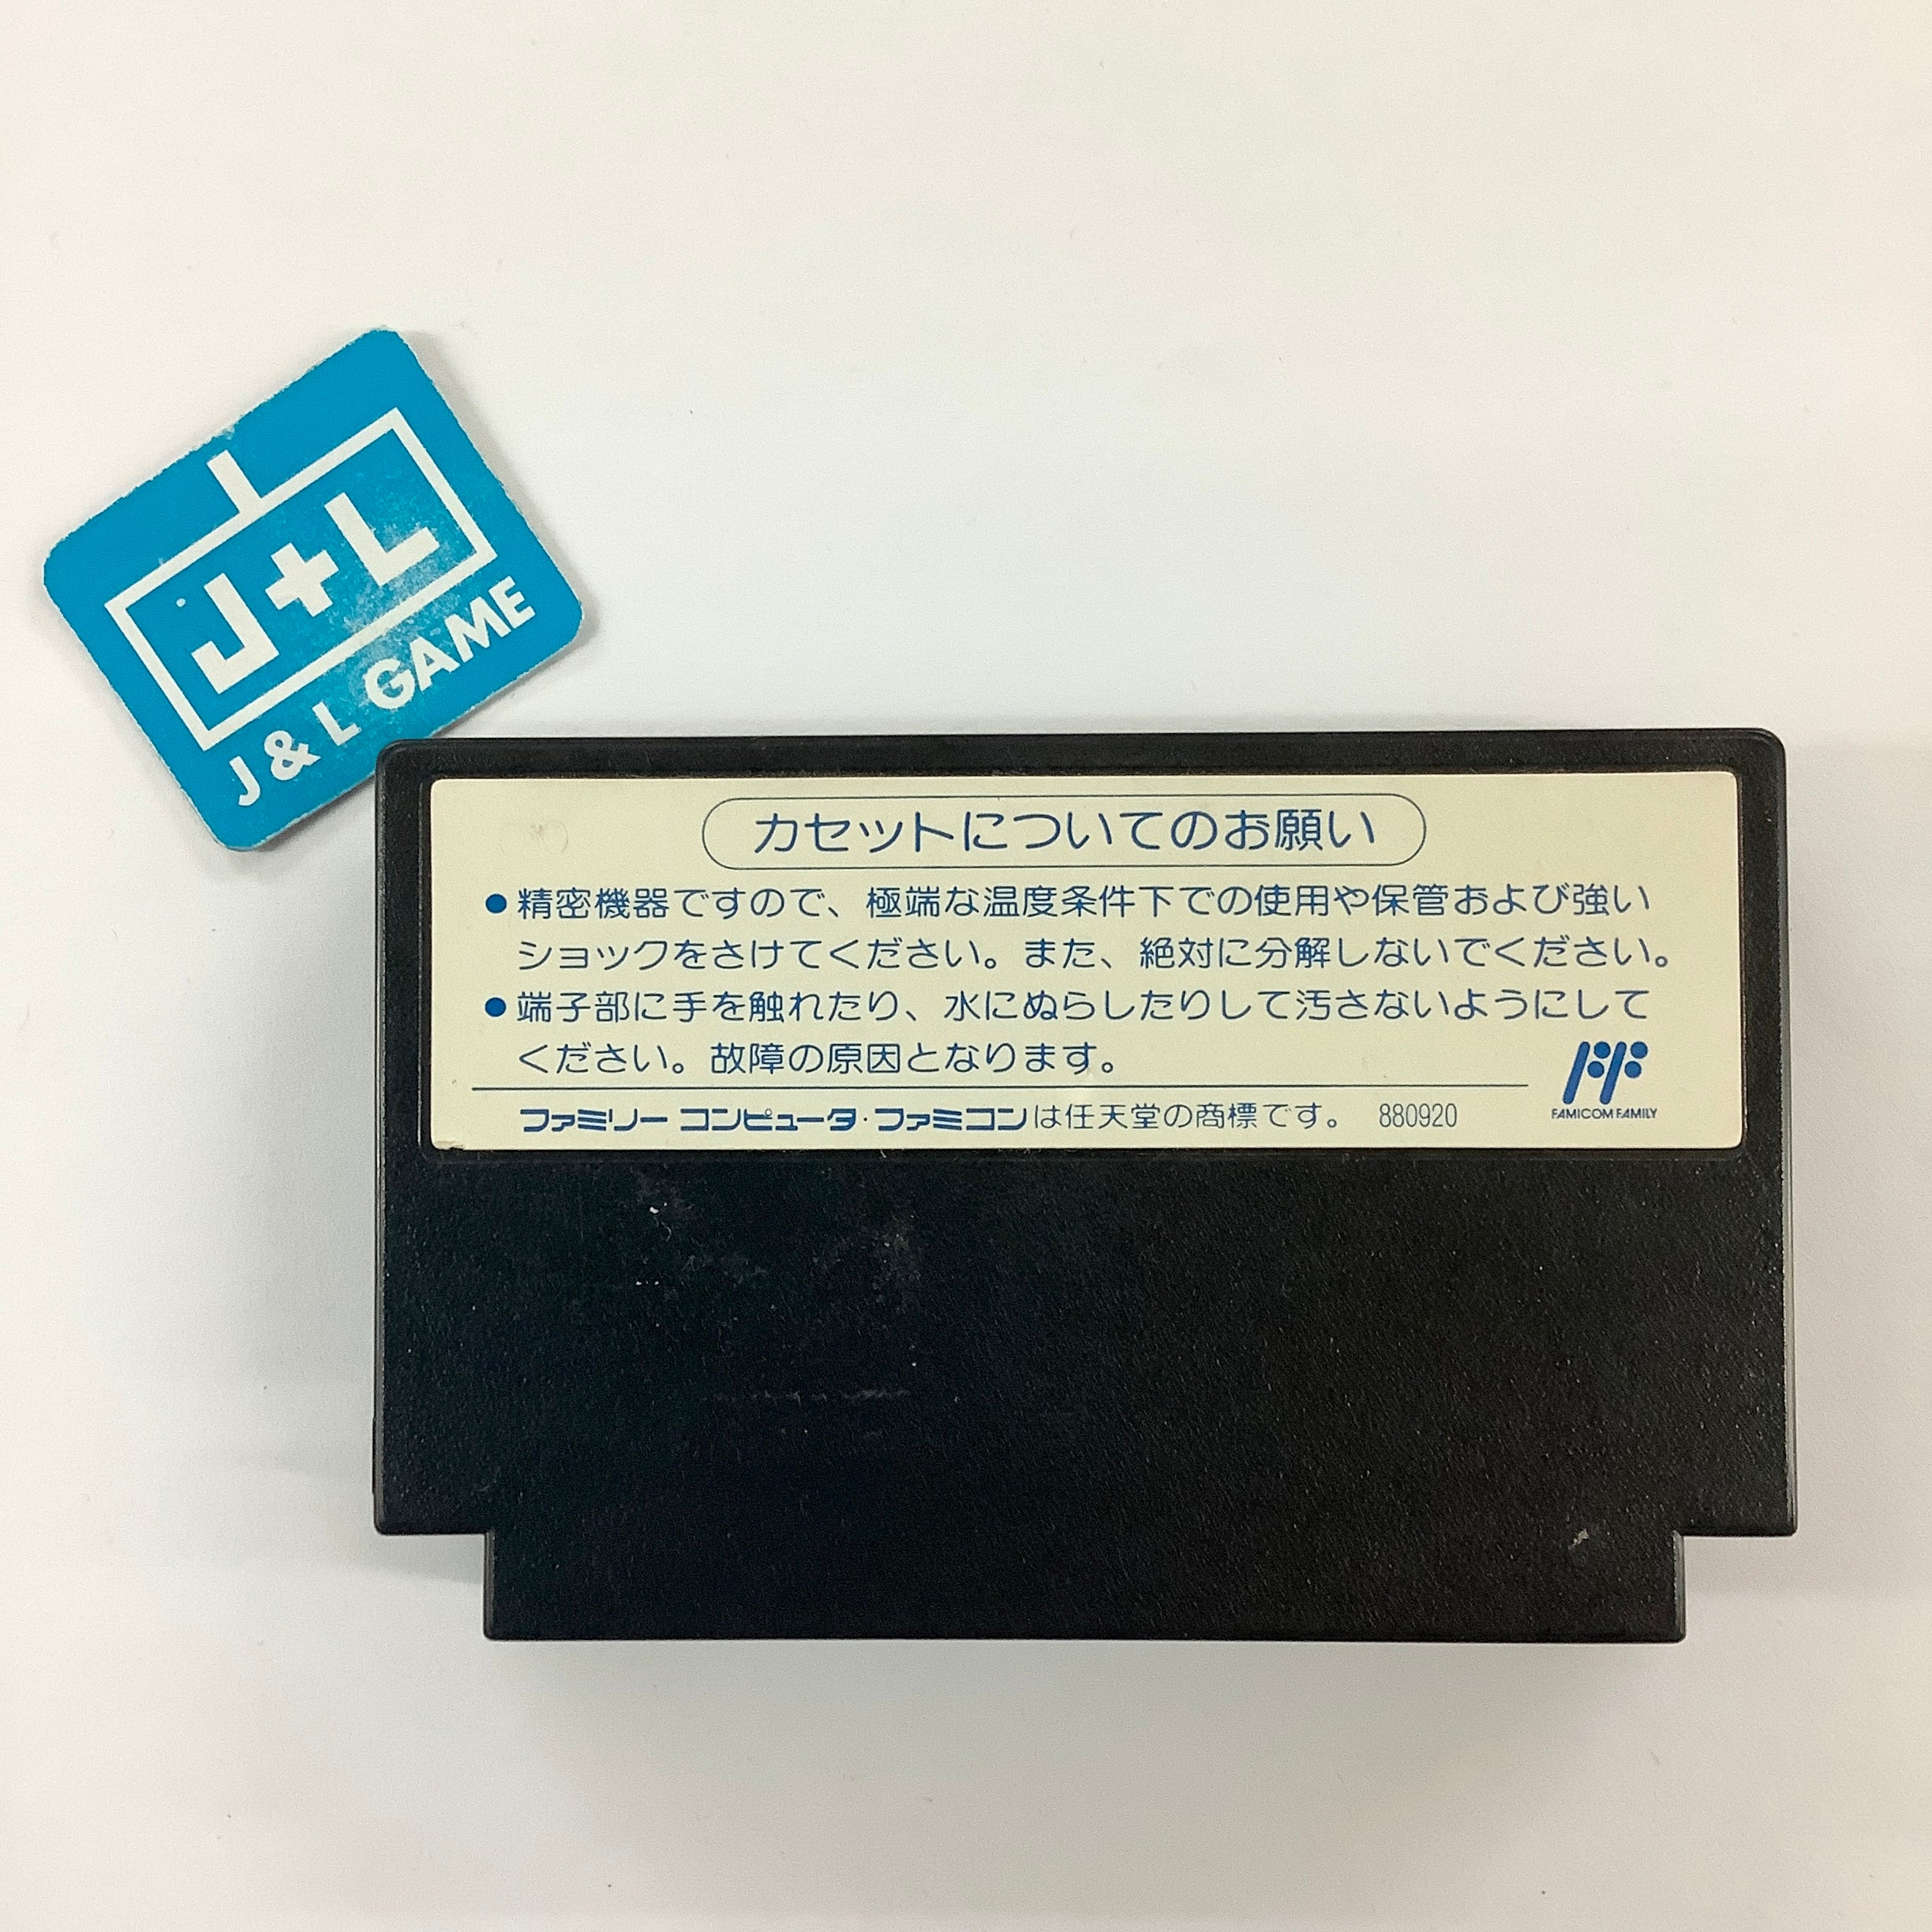 J+L
J & L GAME
カセットについてのお願い
●精密機器ですので、極端な温度条件下での使用や保管および強い
ショックをさけてください。また、絶対に分解しないでください。
●端子部に手を触れたり、水にぬらしたりして汚さないようにして
ください。故障の原因となります。
ファミリーコンピュータ・ファミコンは任天堂の商標です。 880920
FF
FAMICOM FAMILY